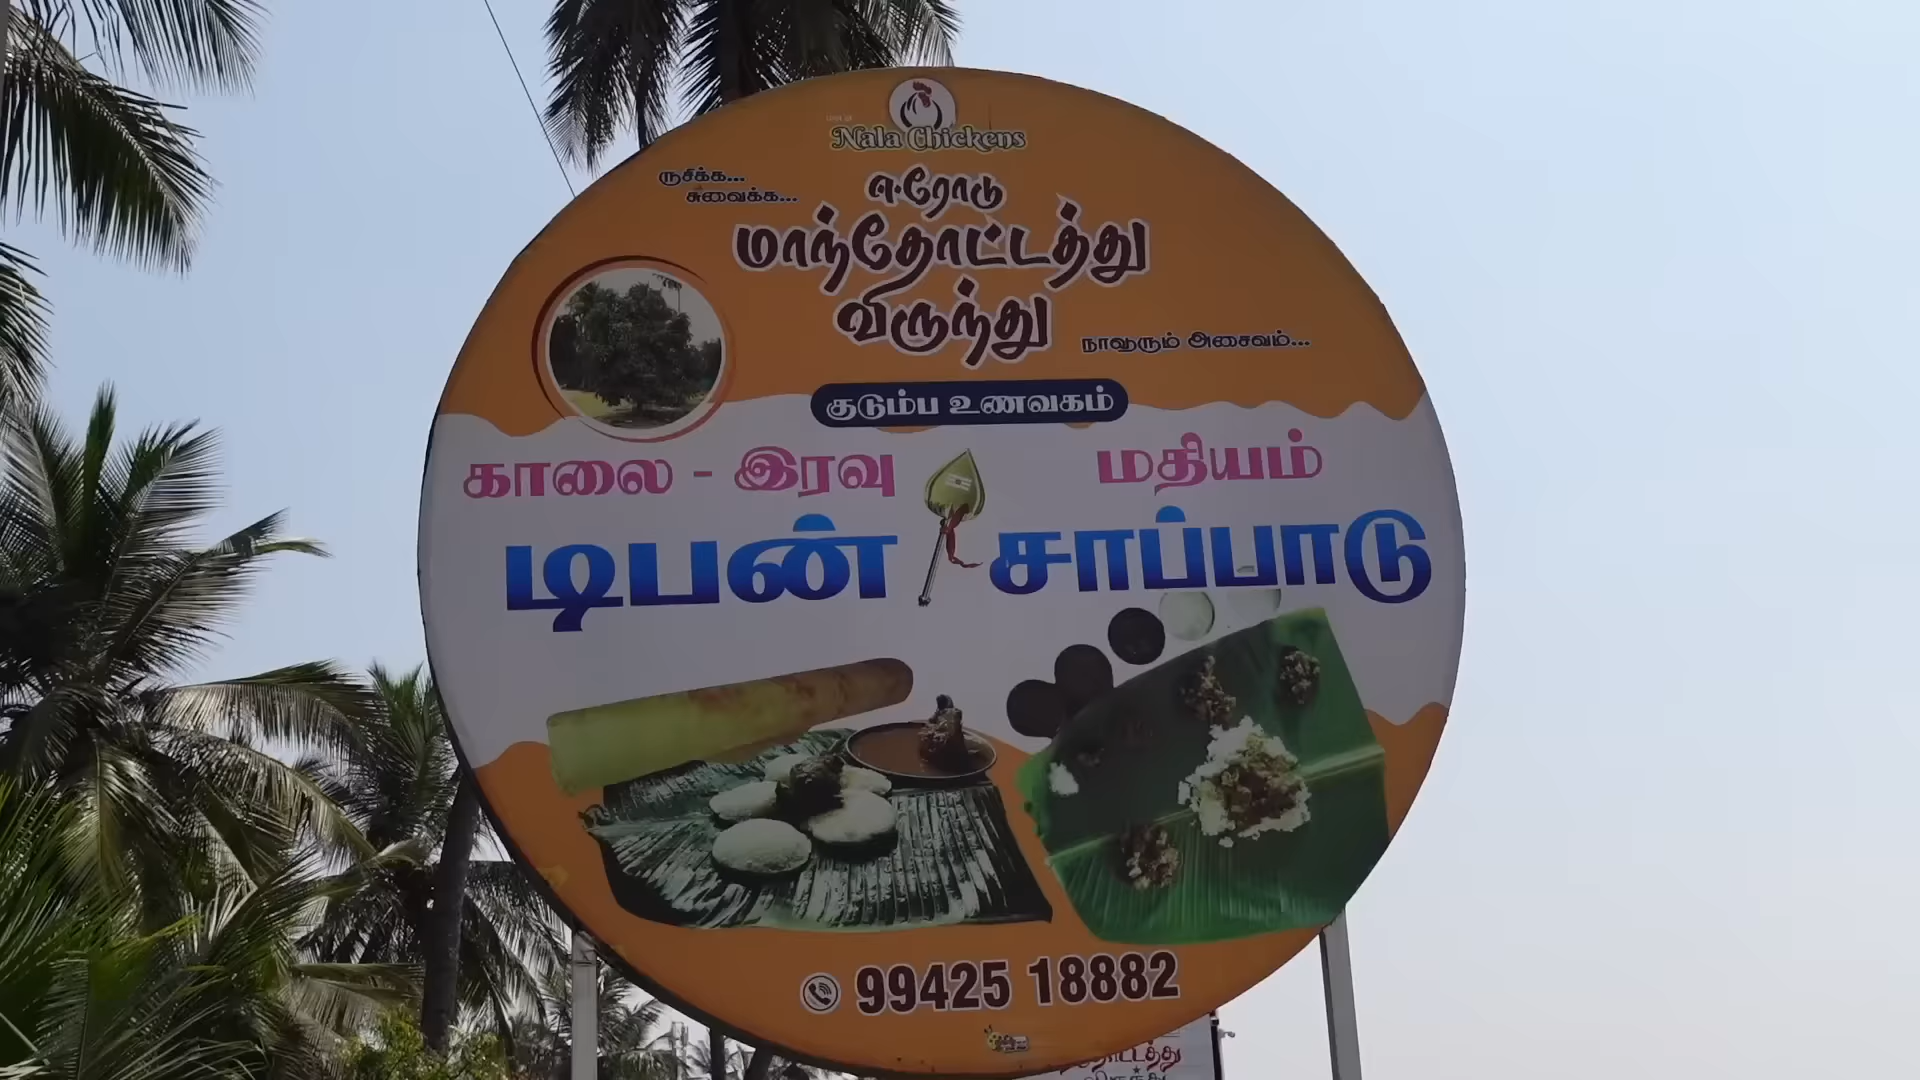 Nala Chickens
ருசிக்க...
சுவைக்க...
ஈரோடு
மாந்தோட்டத்து
விருந்து
நாவூரும் அசைவம்...
குடும்ப உணவகம்
காலை - இரவு
மதியம்
டிபன்
சாப்பாடு
99425 18882